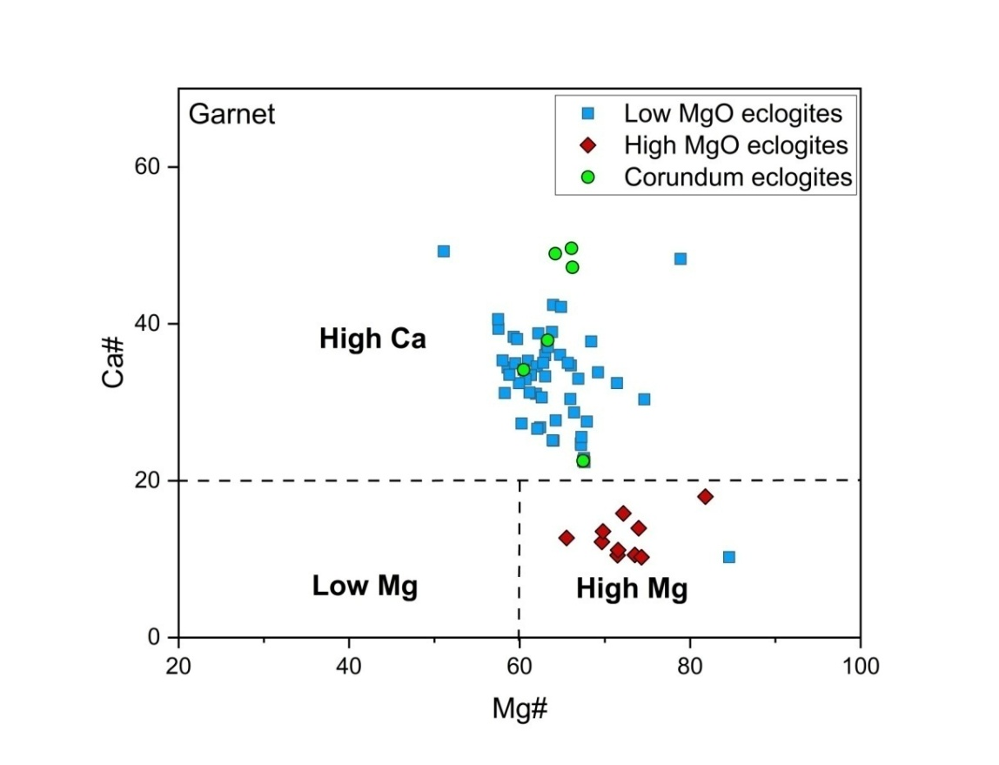 Garnet
Low MgO eclogites
High MgO eclogites
Corundum eclogites
60
40
20
0
Ca#
High Ca
Low Mg
High Mg
20 40 60 80 100
Mg#